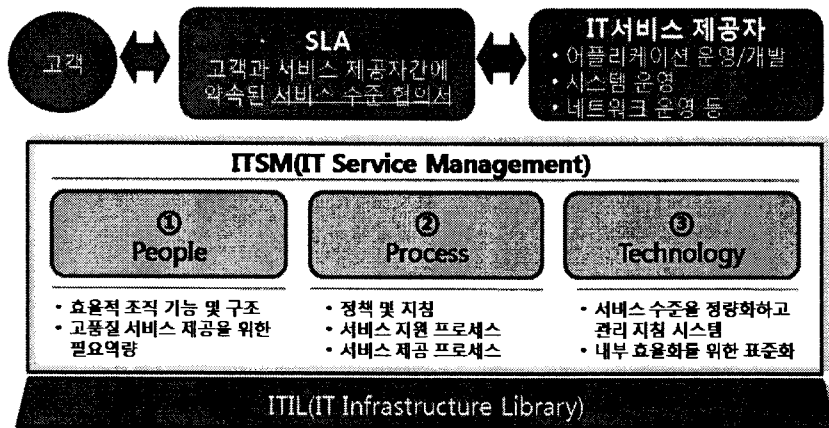 고객
SLA
고객과 서비스 제공자간에
약속된 서비스 수준 협의서
IT서비스 제공자
• 어플리케이션 운영/개발
• 시스템 운영
• 네트워크 운영 등
ITSM(IT Service Management)
①
People
• 효율적 조직 기능 및 구조
• 고품질 서비스 제공을 위한
필요역량
②
Process
• 정책 및 지침
• 서비스 지원 프로세스
• 서비스 제공 프로세스
③
Technology
• 서비스 수준을 정량화하고
관리 지침 시스템
• 내부 효율화를 위한 표준화
ITIL(IT Infrastructure Library)